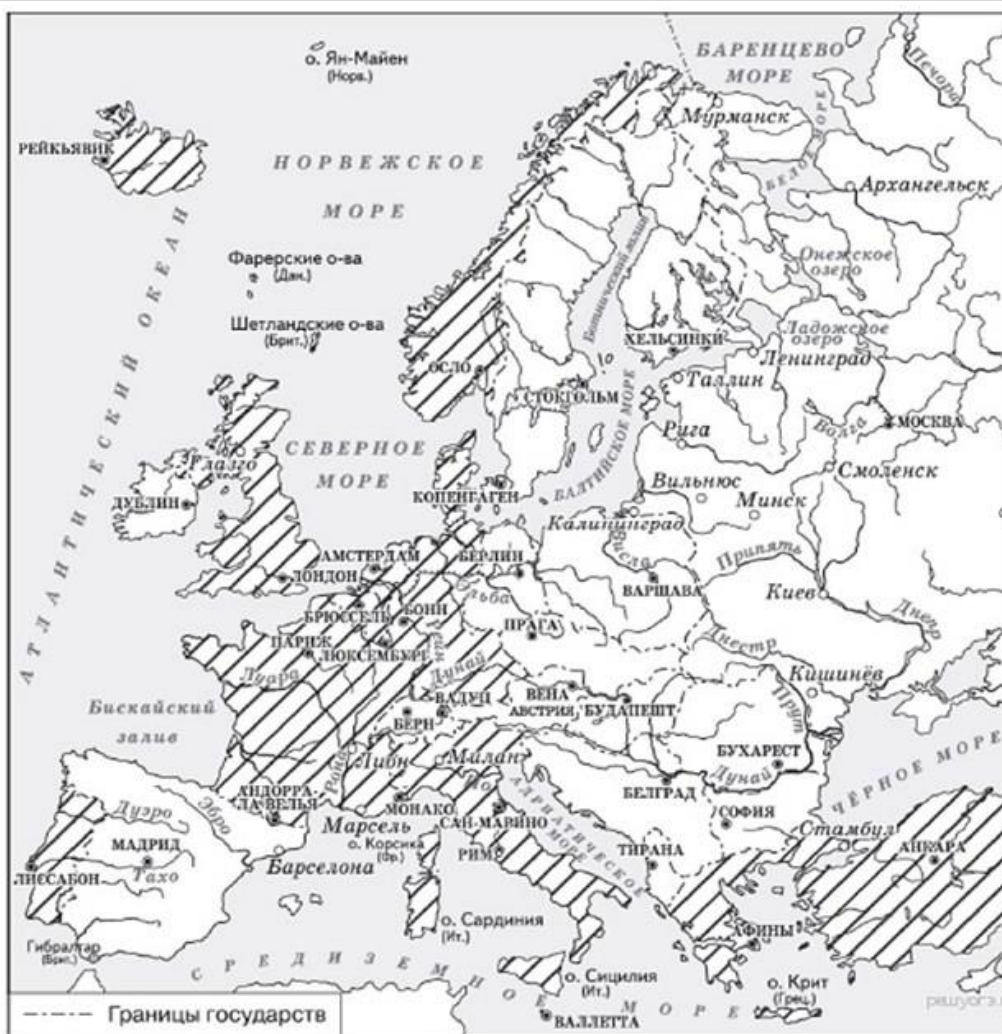 о. Ян-Майен
(Норв.)
БАРЕНЦЕВО
МОРЕ
Печора
Мурманск
РЕЙКЬЯВИК
НОРВЕЖСКОЕ
МОРЕ
БЕЛОЕ МОРЕ
Архангельск
АТЛАНТИЧЕСКИЙ ОКЕАН
Фарерские о-ва
(Дан.)
Ботнический залив
Онежское
озеро
Шетландские о-ва
(Брит.)
ХЕЛЬСИНКИ
Ладожское
озеро
Ленинград
ОСЛО
Таллин
СТОКГОЛЬМ
СЕВЕРНОЕ
МОРЕ
БАЛТИЙСКОЕ МОРЕ
Рига
Волга
МОСКВА
Глазго
Смоленск
ДУБЛИН
КОПЕНГАГЕН
Вильнюс
Минск
Калининград
АМСТЕРДАМ
БЕРЛИН
Висла
Припять
ЛОНДОН
Эльба
ВАРШАВА
Киев
БРЮССЕЛЬ
БОНН
Днепр
ПРАГА
ПАРИЖ
ЛЮКСЕМБУРГ
Рейн
Днестр
Луара
Дунай
Кишинёв
Бискайский
залив
ВАДУЦ
БЕРН
ВЕНА
АВСТРИЯ
БУДАПЕШТ
Прут
Рона
Милан
По
БУХАРЕСТ
ЧЁРНОЕ МОРЕ
АНДОРРА-
ЛА-ВЕЛЬЯ
МОНАКО
АДРИАТИЧЕСКОЕ
МОРЕ
БЕЛГРАД
Дунай
Дуэро
Эбро
Марсель
САН-МАРИНО
СОФИЯ
Стамбул
МАДРИД
о. Корсика
(Фр.)
РИМ
ТИРАНА
АНКАРА
ЛИССАБОН
Тахо
Барселона
о. Сардиния
(Ит.)
АФИНЫ
Гибралтар
(Брит.)
СРЕДИЗЕМНОЕ МОРЕ
о. Сицилия
(Ит.)
о. Крит
(Грец.)
Границы государств
ВАЛЛЕТТА